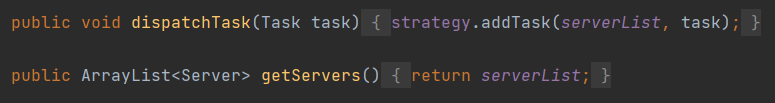 public void dispatchTask(Task task) { strategy.addTask(serverList, task); }
public ArrayList<Server> getServers() { return serverList; }